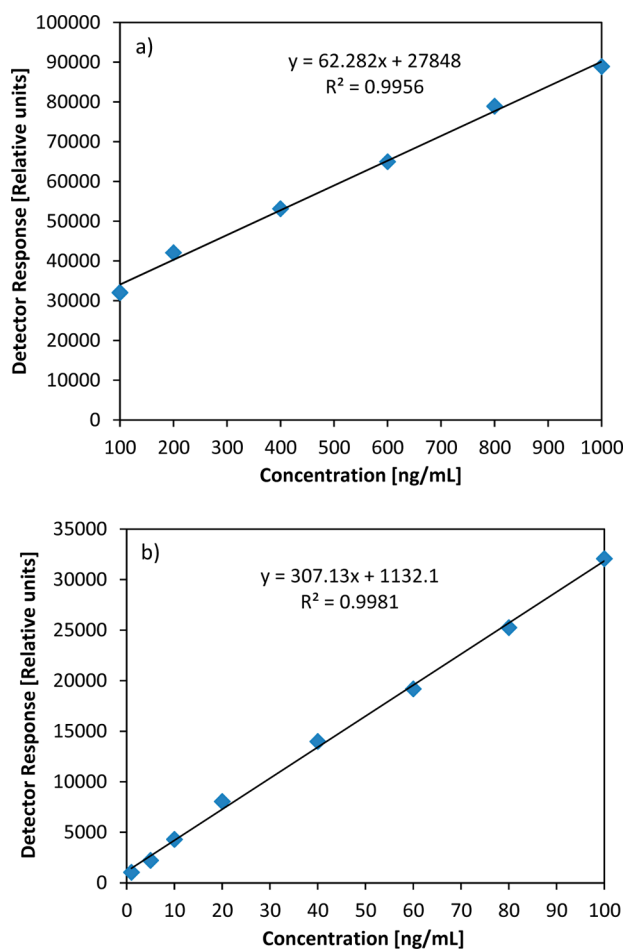 a)
y = 62.282x + 27848
R² = 0.9956
Detector Response [Relative units]
100000
90000
80000
70000
60000
50000
40000
30000
20000
10000
0
100 200 300 400 500 600 700 800 900 1000
Concentration [ng/mL]
b)
y = 307.13x + 1132.1
R² = 0.9981
Detector Response [Relative units]
35000
30000
25000
20000
15000
10000
5000
0
0 10 20 30 40 50 60 70 80 90 100
Concentration [ng/mL]